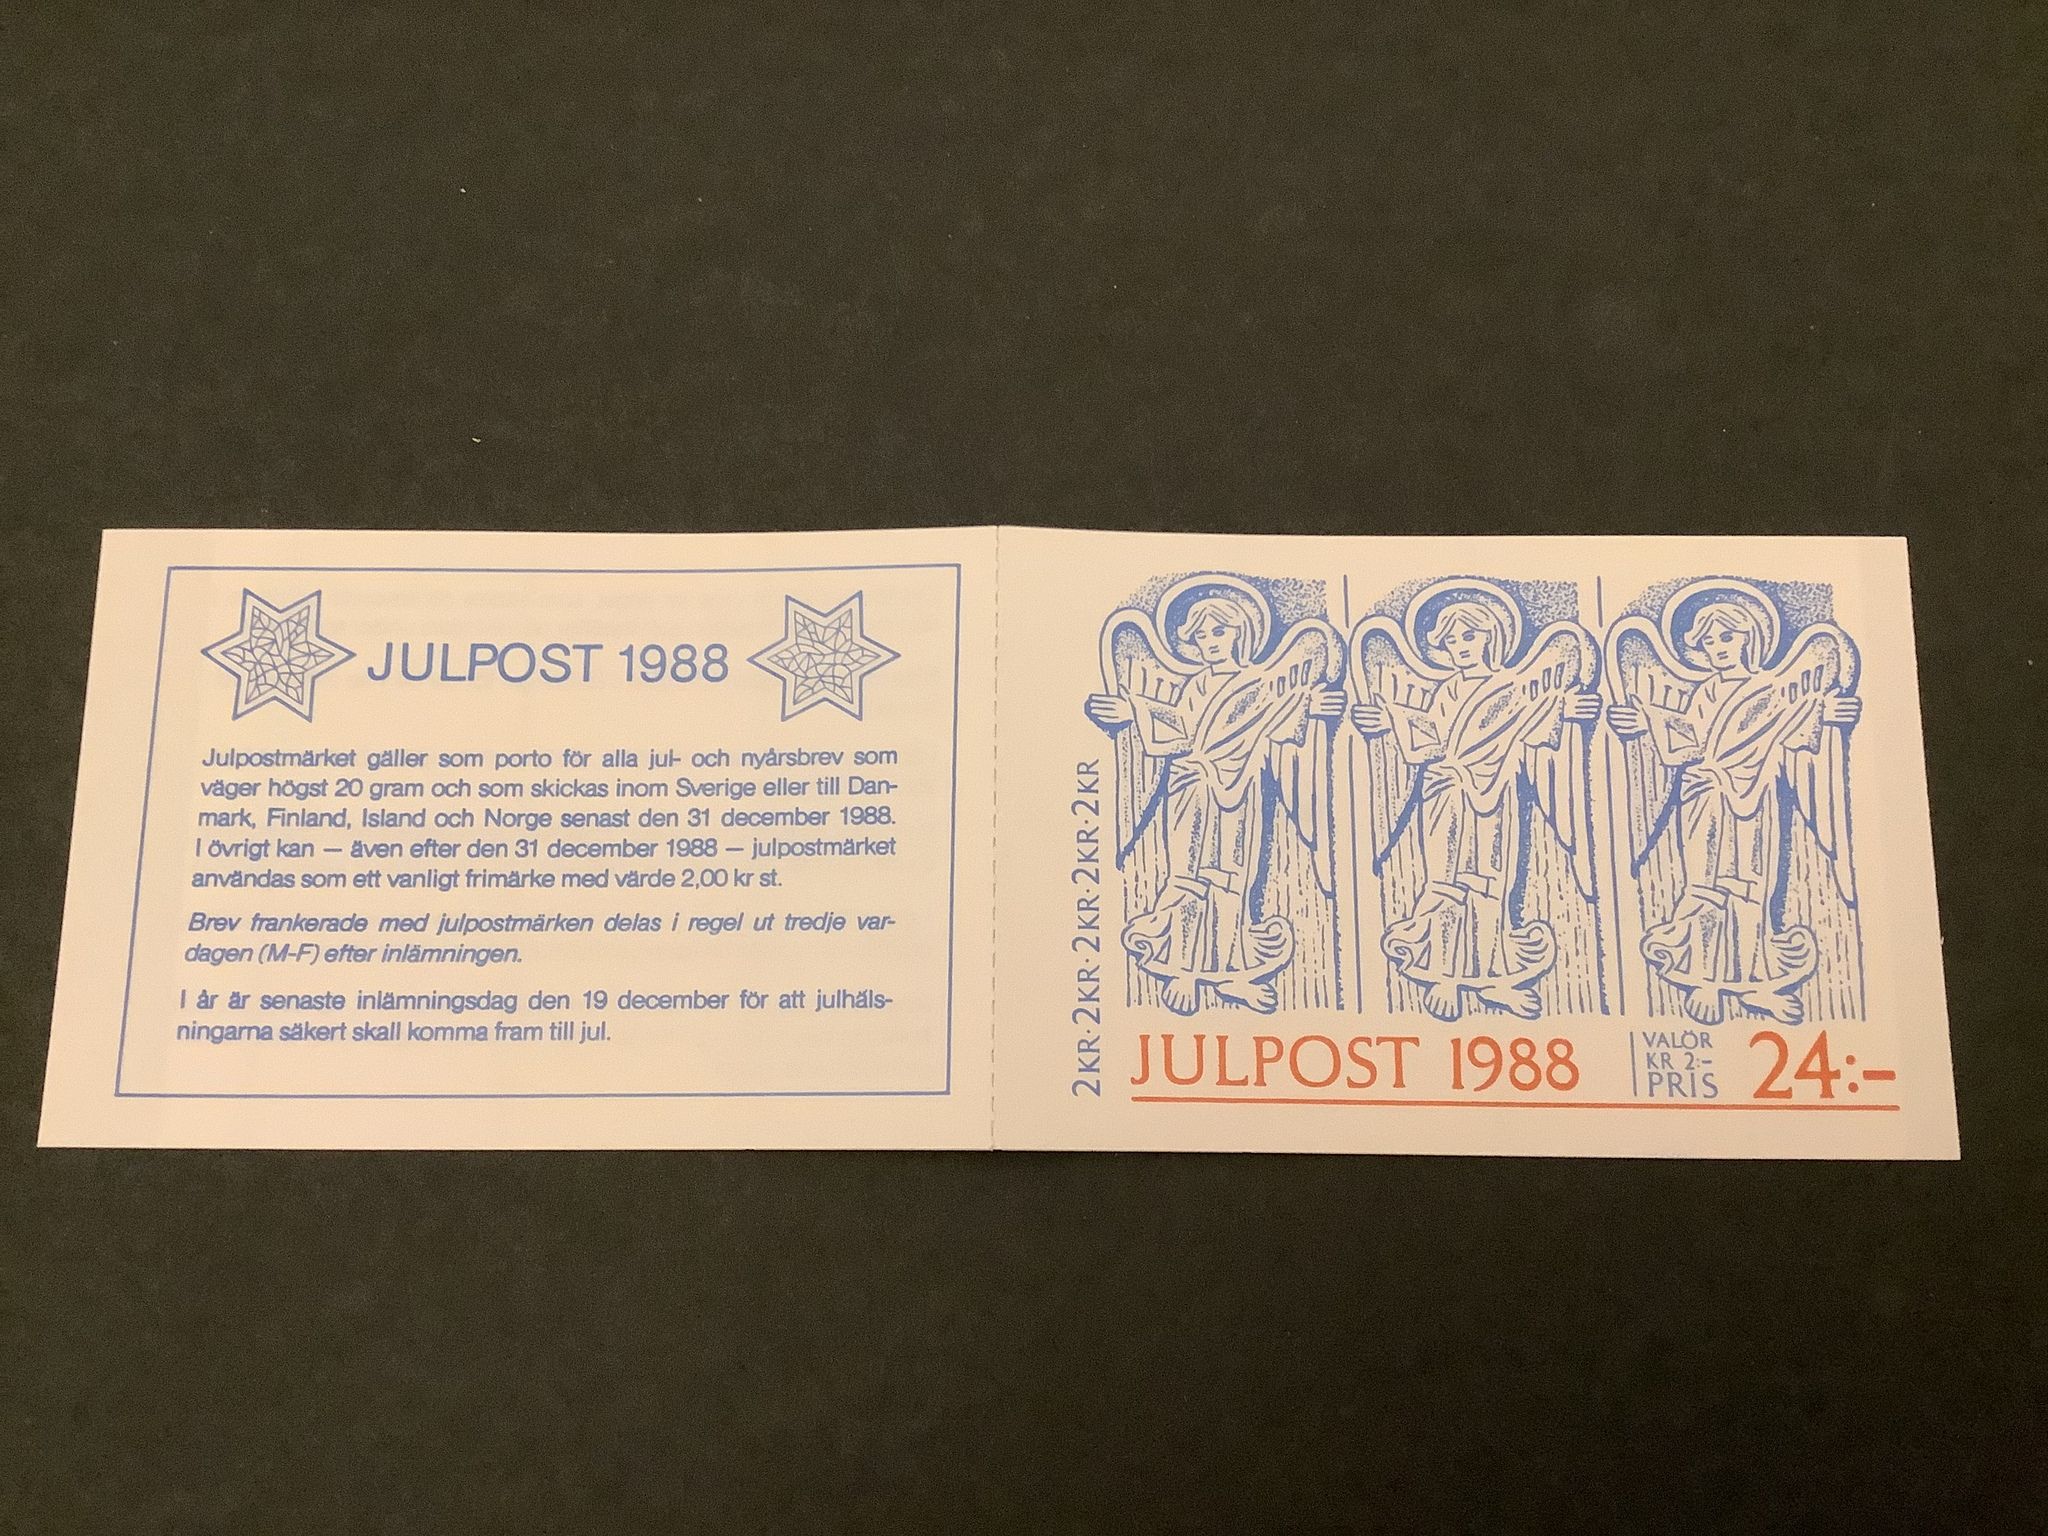 JULPOST 1988
Julpostmärket gäller som porto för alla jul- och nyårsbrev som
väger högst 20 gram och som skickas inom Sverige eller till Dan-
mark, Finland, Island och Norge senast den 31 december 1988.
I övrigt kan — även efter den 31 december 1988 — julpostmärket
användas som ett vanligt frimärke med värde 2,00 kr st.
Brev frankerade med julpostmärken delas i regel ut tredje var-
dagen (M-F) efter inlämningen.
I år är senaste inlämningsdag den 19 december för att julhäls-
ningarna säkert skall komma fram till jul.
2KR·2KR·2KR·2KR·2KR·2KR
JULPOST 1988
VALÖR
KR 2:-
PRIS
24:-